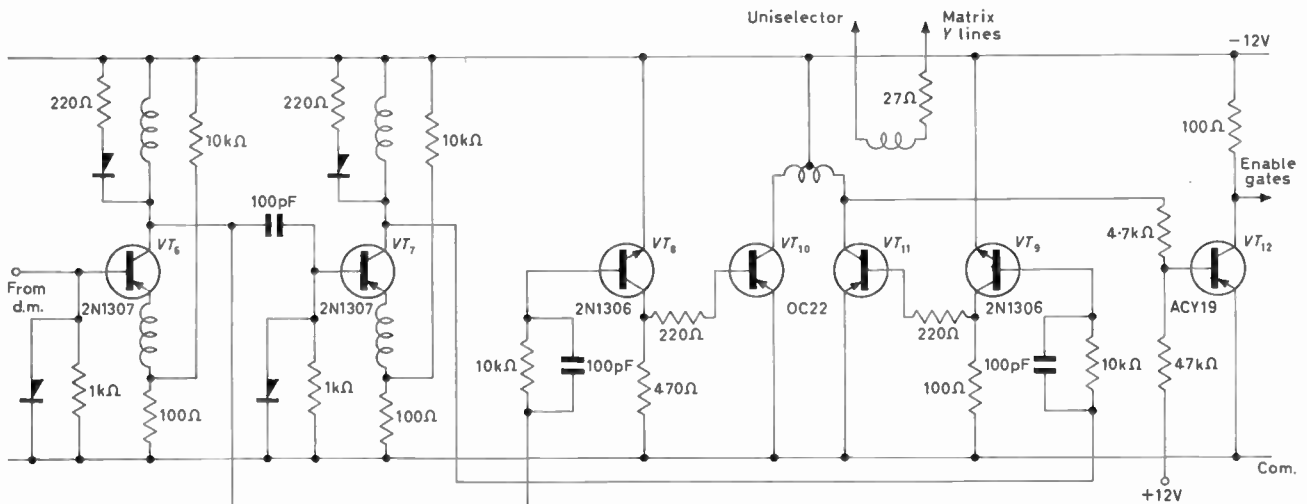 Uniselector
Matrix
Y lines
−12V
220Ω
10kΩ
220Ω
10kΩ
27Ω
100Ω
Enable
gates
100pF
4·7kΩ
VT6
VT7
VT8
VT10
VT11
VT9
VT12
From
d.m.
2N1307
2N1307
2N1306
OC22
2N1306
ACY19
220Ω
220Ω
1kΩ
100Ω
1kΩ
100Ω
10kΩ
100pF
470Ω
100Ω
100pF
10kΩ
47kΩ
Com.
+12V